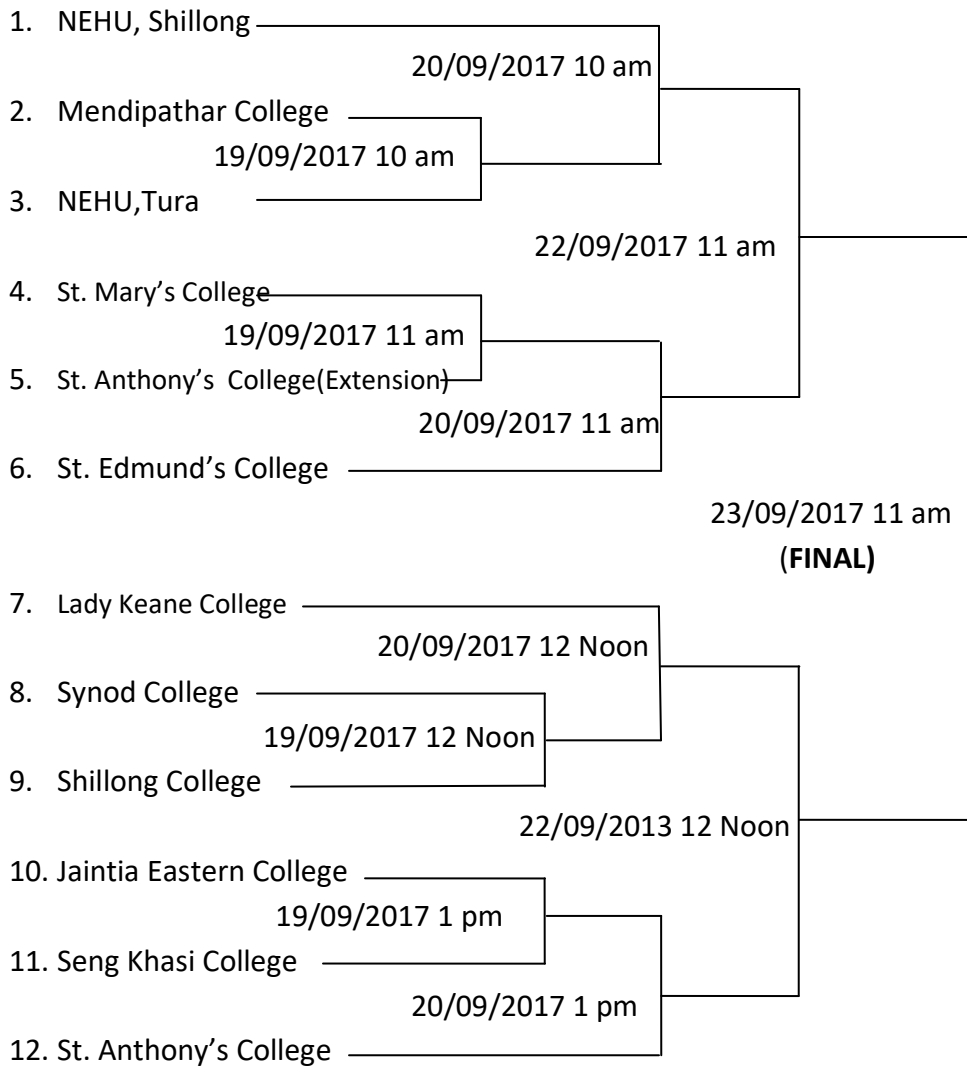 1. NEHU, Shillong
20/09/2017 10 am
2. Mendipathar College
19/09/2017 10 am
3. NEHU,Tura
22/09/2017 11 am
4. St. Mary’s College
19/09/2017 11 am
5. St. Anthony’s College(Extension)
20/09/2017 11 am
6. St. Edmund’s College
23/09/2017 11 am
(FINAL)
7. Lady Keane College
20/09/2017 12 Noon
8. Synod College
19/09/2017 12 Noon
9. Shillong College
22/09/2013 12 Noon
10. Jaintia Eastern College
19/09/2017 1 pm
11. Seng Khasi College
20/09/2017 1 pm
12. St. Anthony’s College